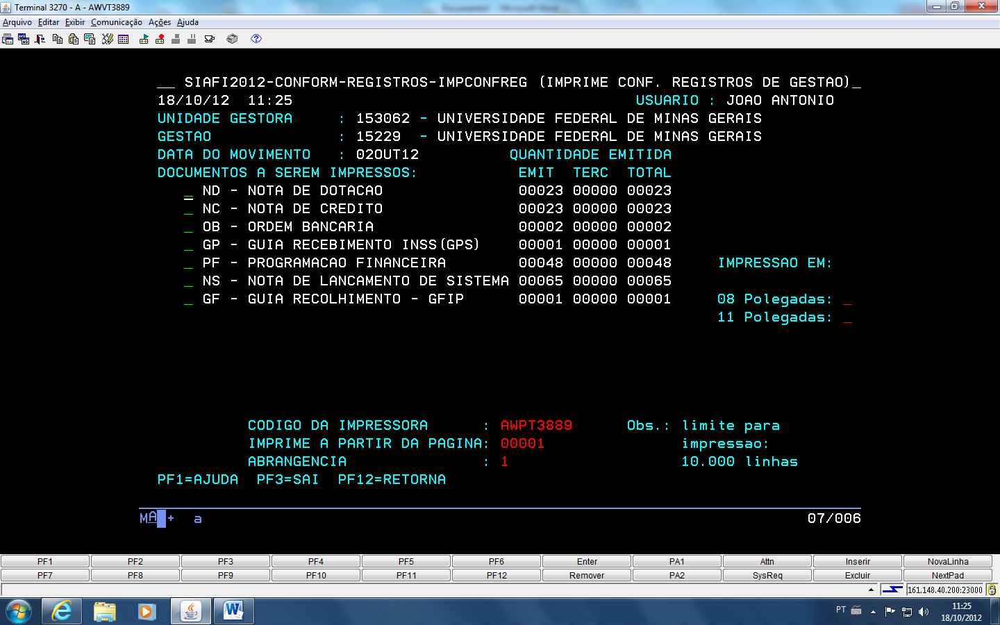 Terminal 3270 - A - AWVT3889
Arquivo Editar Exibir Comunicação Ações Ajuda
__ SIAFI2012-CONFORM-REGISTROS-IMPCONFREG (IMPRIME CONF. REGISTROS DE GESTAO)_
18/10/12 11:25 USUARIO : JOAO ANTONIO
UNIDADE GESTORA : 153062 - UNIVERSIDADE FEDERAL DE MINAS GERAIS
GESTAO : 15229 - UNIVERSIDADE FEDERAL DE MINAS GERAIS
DATA DO MOVIMENTO : 02OUT12 QUANTIDADE EMITIDA
DOCUMENTOS A SEREM IMPRESSOS: EMIT TERC TOTAL
_ ND - NOTA DE DOTACAO 00023 00000 00023
_ NC - NOTA DE CREDITO 00023 00000 00023
_ OB - ORDEM BANCARIA 00002 00000 00002
_ GP - GUIA RECEBIMENTO INSS(GPS) 00001 00000 00001
_ PF - PROGRAMACAO FINANCEIRA 00048 00000 00048 IMPRESSAO EM:
_ NS - NOTA DE LANCAMENTO DE SISTEMA 00065 00000 00065
_ GF - GUIA RECOLHIMENTO - GFIP 00001 00000 00001 08 Polegadas: _
11 Polegadas: _
CODIGO DA IMPRESSORA : AWPT3889 Obs.: limite para
IMPRIME A PARTIR DA PAGINA: 00001 impressao:
ABRANGENCIA : 1 10.000 linhas
PF1=AJUDA PF3=SAI PF12=RETORNA
MA + a 07/006
PF1 PF2 PF3 PF4 PF5 PF6 Enter PA1 Attn Inserir NovaLinha
PF7 PF8 PF9 PF10 PF11 PF12 Remover PA2 SysReq Excluir NextPad
161.148.40.200:23000
PT 11:25
18/10/2012